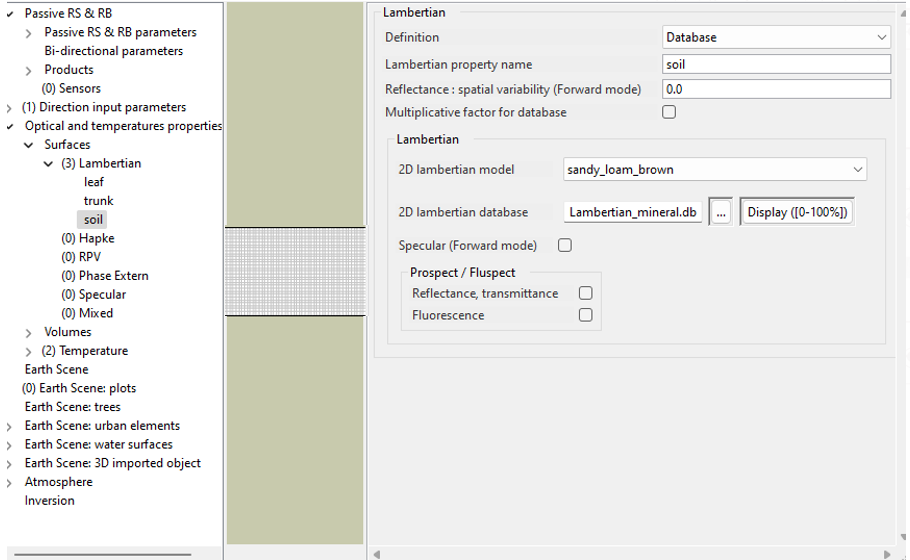 Passive RS & RB
Passive RS & RB parameters
Bi-directional parameters
Products
(0) Sensors
(1) Direction input parameters
Optical and temperatures properties
Surfaces
(3) Lambertian
leaf
trunk
soil
(0) Hapke
(0) RPV
(0) Phase Extern
(0) Specular
(0) Mixed
Volumes
(2) Temperature
Earth Scene
(0) Earth Scene: plots
Earth Scene: trees
Earth Scene: urban elements
Earth Scene: water surfaces
Earth Scene: 3D imported object
Atmosphere
Inversion
Lambertian
Definition Database
Lambertian property name soil
Reflectance : spatial variability (Forward mode) 0.0
Multiplicative factor for database
Lambertian
2D lambertian model sandy_loam_brown
2D lambertian database Lambertian_mineral.db ... Display ([0-100%])
Specular (Forward mode)
Prospect / Fluspect
Reflectance, transmittance
Fluorescence